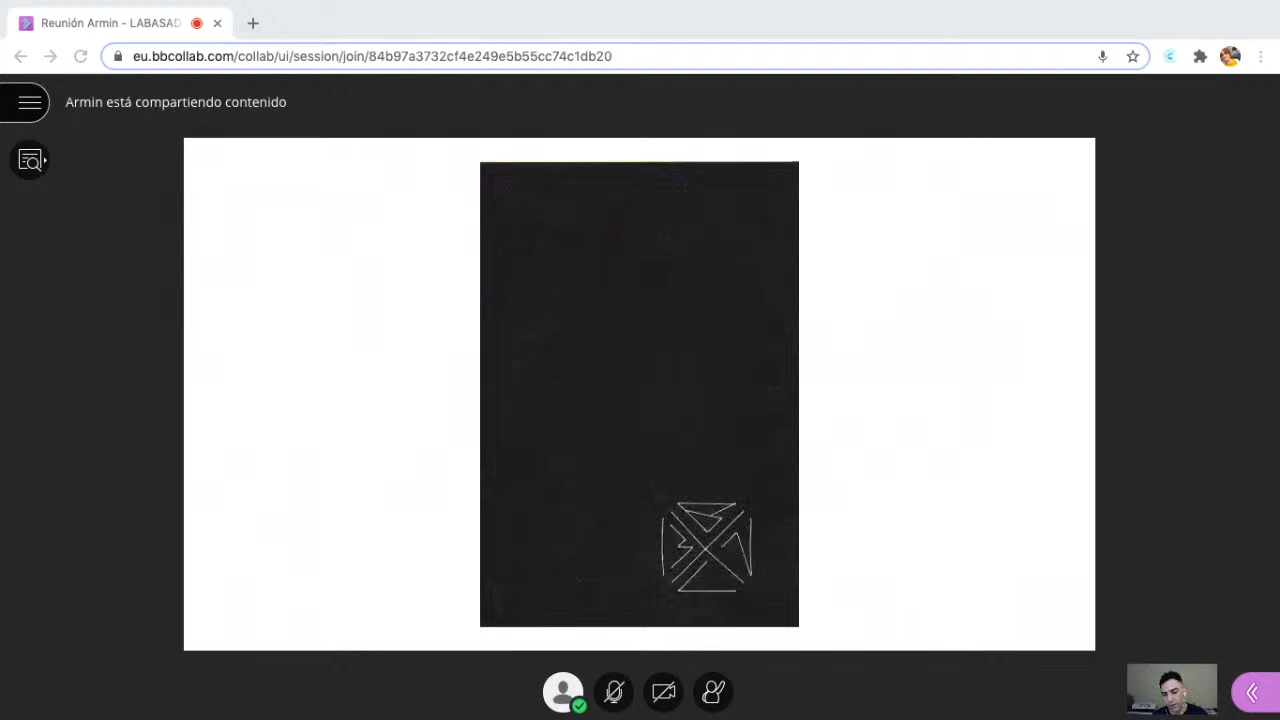 Reunión Armin - LABASAD
eu.bbcollab.com/collab/ui/session/join/84b97a3732cf4e249e5b55cc74c1db20
Armin está compartiendo contenido